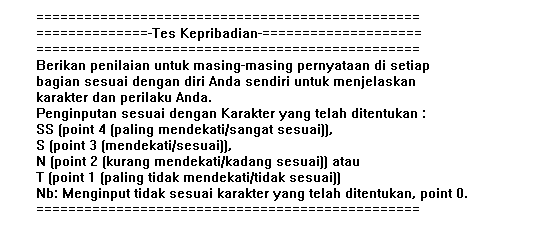 ================================================
==============-Tes Kepribadian-====================
================================================
Berikan penilaian untuk masing-masing pernyataan di setiap
bagian sesuai dengan diri Anda sendiri untuk menjelaskan
karakter dan perilaku Anda.
Penginputan sesuai dengan Karakter yang telah ditentukan :
SS (point 4 (paling mendekati/sangat sesuai)),
S (point 3 (mendekati/sesuai)),
N (point 2 (kurang mendekati/kadang sesuai)) atau
T (point 1 (paling tidak mendekati/tidak sesuai))
Nb: Menginput tidak sesuai karakter yang telah ditentukan, point 0.
================================================